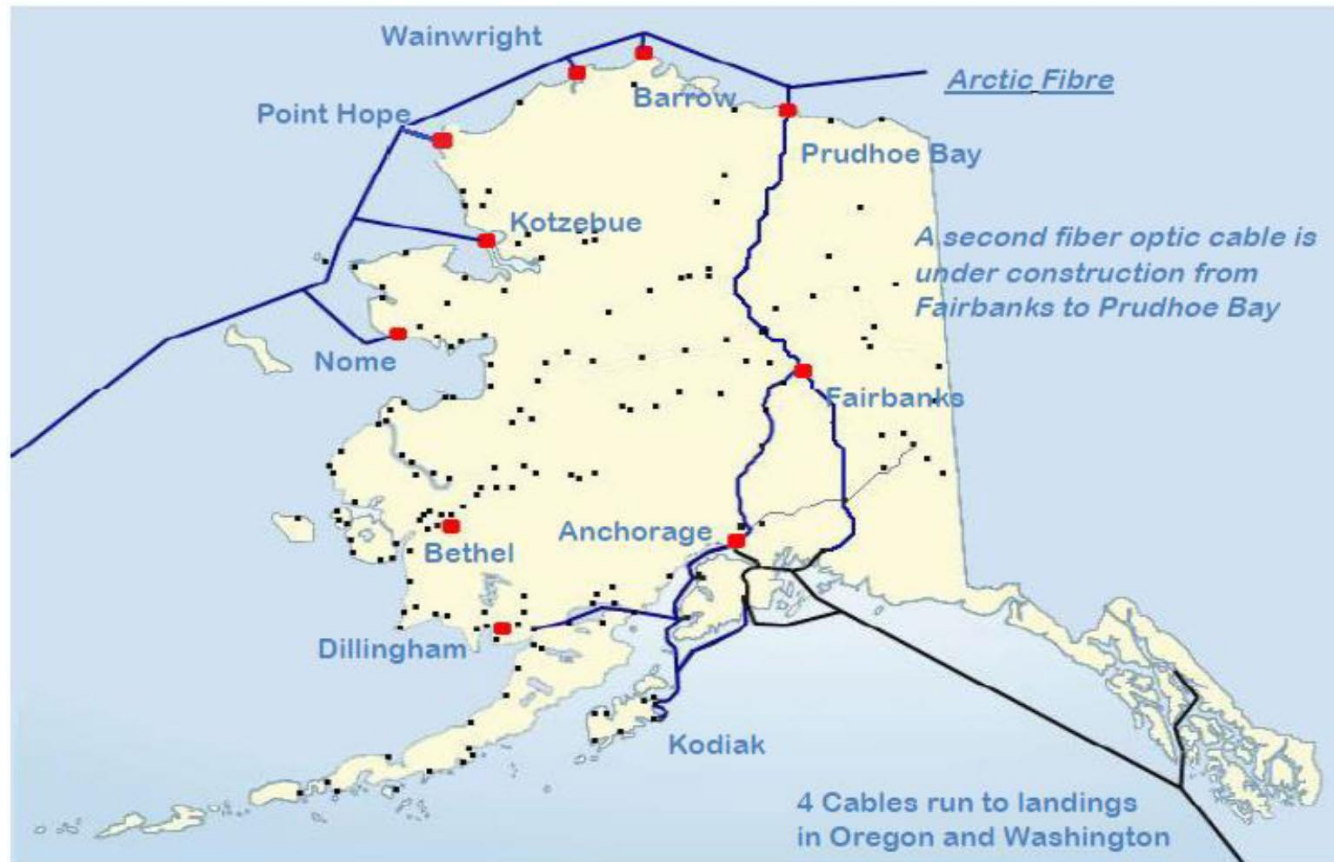 Wainwright
Arctic Fibre
Barrow
Point Hope
Prudhoe Bay
Kotzebue
A second fiber optic cable is
under construction from
Fairbanks to Prudhoe Bay
Nome
Fairbanks
Anchorage
Bethel
Dillingham
Kodiak
4 Cables run to landings
in Oregon and Washington